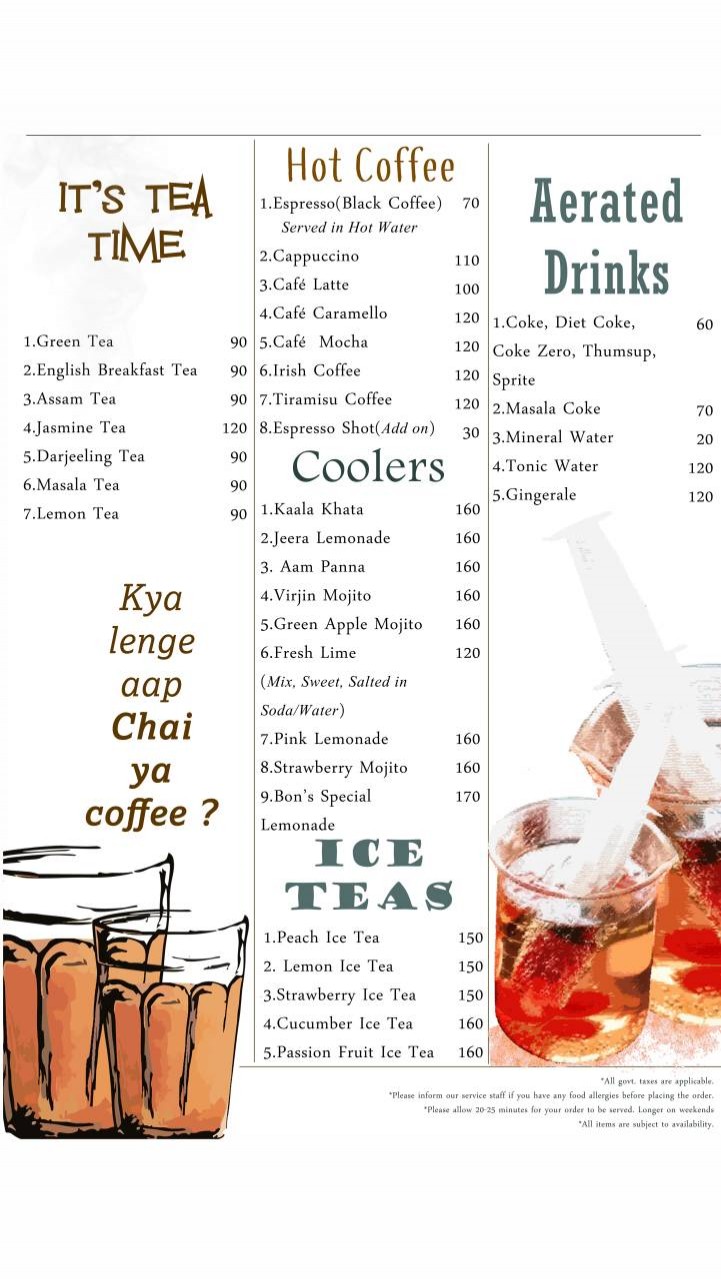 IT'S TEA
TIME
1.Green Tea 90
2.English Breakfast Tea 90
3.Assam Tea 90
4.Jasmine Tea 120
5.Darjeeling Tea 90
6.Masala Tea 90
7.Lemon Tea 90
Kya
lenge
aap
Chai
ya
coffee ?
Hot Coffee
1.Espresso(Black Coffee) 70
Served in Hot Water
2.Cappuccino 110
3.Café Latte 100
4.Café Caramello 120
5.Café Mocha 120
6.Irish Coffee 120
7.Tiramisu Coffee 120
8.Espresso Shot(Add on) 30
Coolers
1.Kaala Khata 160
2.Jeera Lemonade 160
3. Aam Panna 160
4.Virjin Mojito 160
5.Green Apple Mojito 160
6.Fresh Lime 120
(Mix, Sweet, Salted in
Soda/Water)
7.Pink Lemonade 160
8.Strawberry Mojito 160
9.Bon's Special 170
Lemonade
ICE
TEAS
1.Peach Ice Tea 150
2. Lemon Ice Tea 150
3.Strawberry Ice Tea 150
4.Cucumber Ice Tea 160
5.Passion Fruit Ice Tea 160
Aerated
Drinks
1.Coke, Diet Coke, 60
Coke Zero, Thumsup,
Sprite
2.Masala Coke 70
3.Mineral Water 20
4.Tonic Water 120
5.Gingerale 120
*All govt. taxes are applicable.
*Please inform our service staff if you have any food allergies before placing the order.
*Please allow 20-25 minutes for your order to be served. Longer on weekends
*All items are subject to availability.